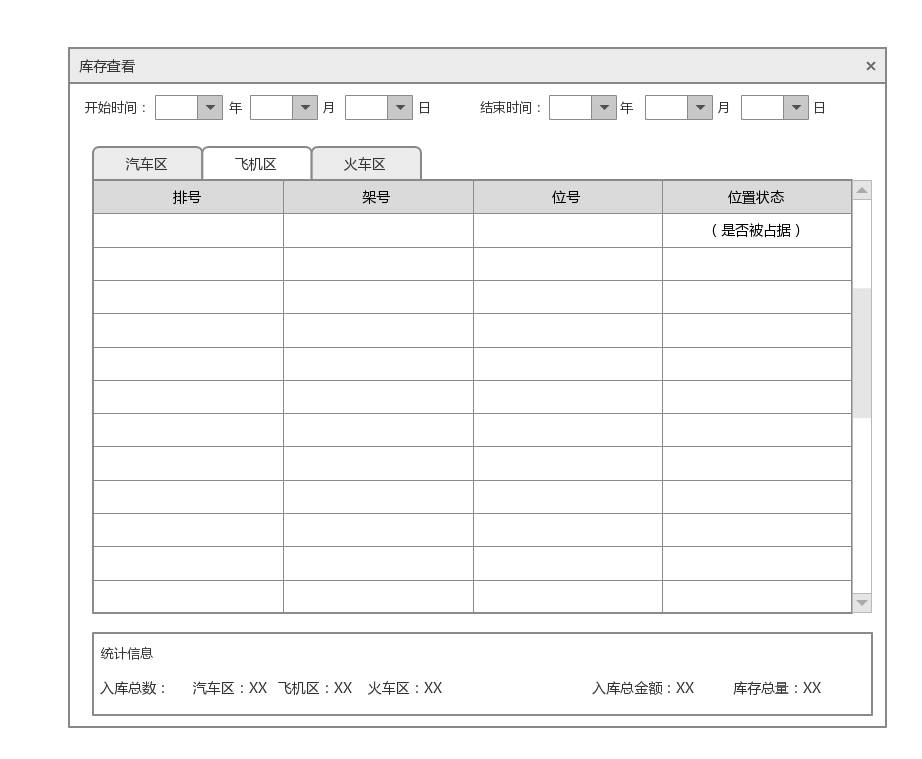 库存查看 ×
开始时间： 年 月 日 结束时间： 年 月 日
汽车区 飞机区 火车区
排号 架号 位号 位置状态
（是否被占据）
统计信息
入库总数： 汽车区：XX 飞机区：XX 火车区：XX 入库总金额：XX 库存总量：XX